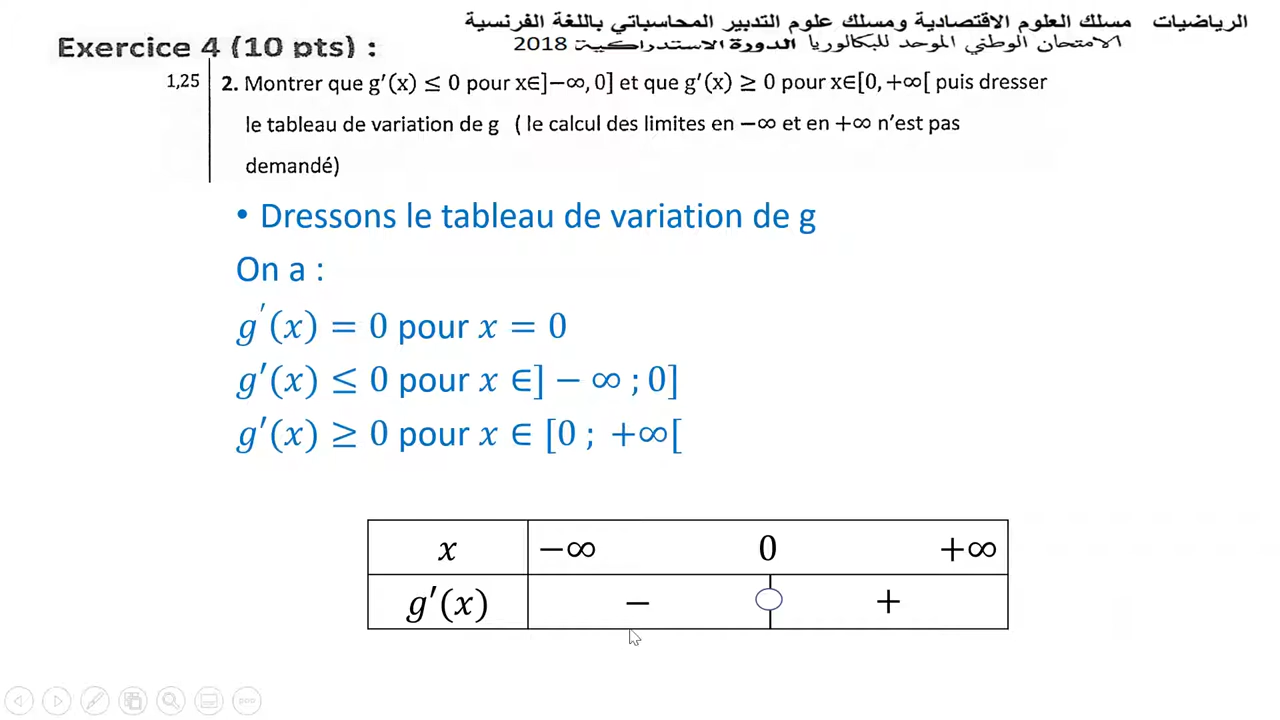 الرياضيات مسلك العلوم الاقتصادية ومسلك علوم التدبير المحاسباتي باللغة الفرنسية
الامتحان الوطني الموحد للبكالوريا الدورة الاستدراكية 2018
Exercice 4 (10 pts) :
1,25 2. Montrer que g′(x) ≤ 0 pour x∈]−∞, 0] et que g′(x) ≥ 0 pour x∈[0, +∞[ puis dresser
le tableau de variation de g ( le calcul des limites en −∞ et en +∞ n’est pas
demandé)
• Dressons le tableau de variation de g
On a :
g′(x) = 0 pour x = 0
g′(x) ≤ 0 pour x ∈] − ∞ ; 0]
g′(x) ≥ 0 pour x ∈ [0 ; +∞[
x −∞ 0 +∞
g′(x) − +